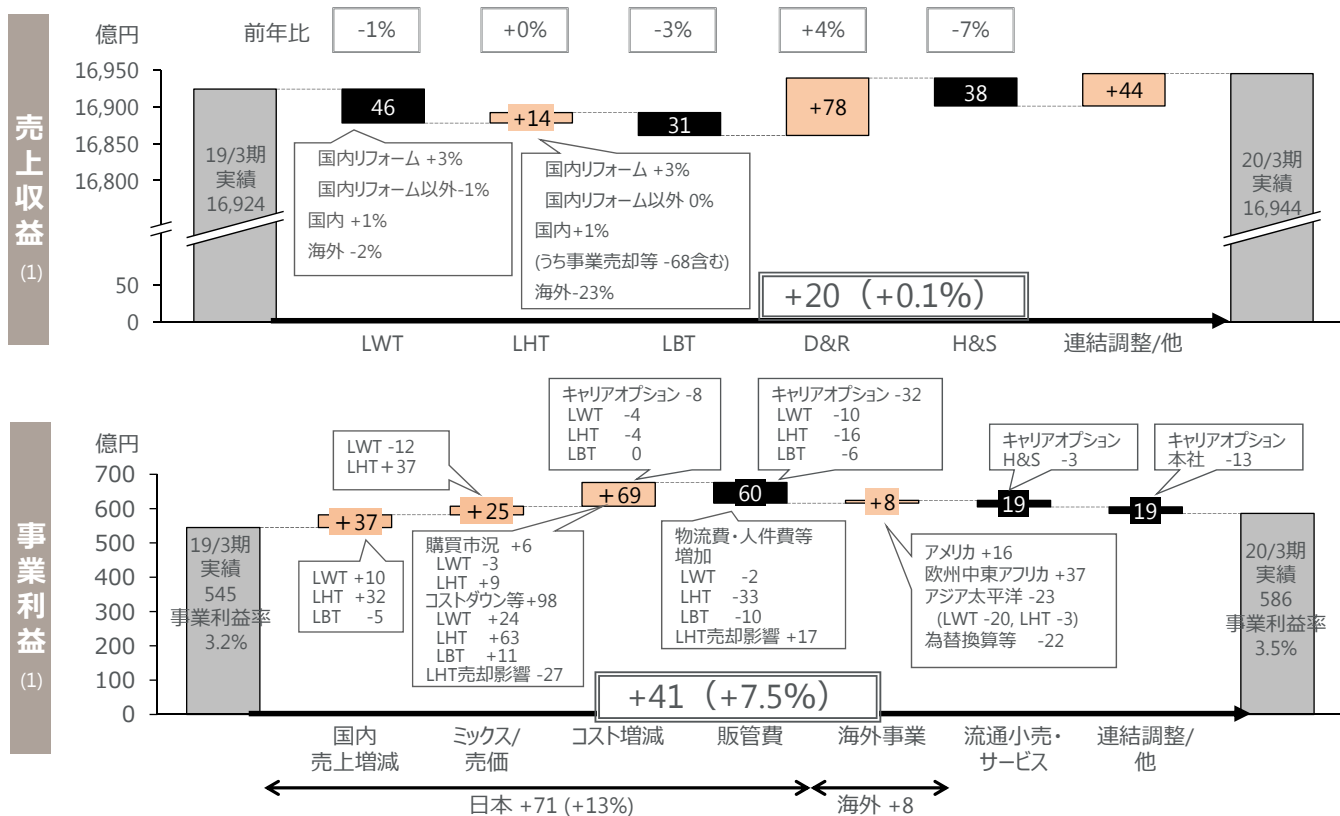 売上収益
(1)
億円
前年比
-1%
+0%
-3%
+4%
-7%
16,950
16,900
16,850
16,800
50
0
19/3期
実績
16,924
46
+14
31
+78
38
+44
20/3期
実績
16,944
国内リフォーム +3%
国内リフォーム以外-1%
国内 +1%
海外 -2%
国内リフォーム +3%
国内リフォーム以外 0%
国内+1%
(うち事業売却等 -68含む)
海外-23%
+20（+0.1%）
LWT
LHT
LBT
D&R
H&S
連結調整/他
事業利益
(1)
億円
700
600
500
400
300
200
100
0
19/3期
実績
545
事業利益率
3.2%
+37
LWT +10
LHT +32
LBT -5
LWT -12
LHT＋37
+25
キャリアオプション -8
LWT -4
LHT -4
LBT 0
+69
購買市況 +6
LWT -3
LHT +9
コストダウン等+98
LWT +24
LHT +63
LBT +11
LHT売却影響 -27
キャリアオプション -32
LWT -10
LHT -16
LBT -6
60
物流費・人件費等
増加
LWT -2
LHT -33
LBT -10
LHT売却影響 +17
+8
アメリカ +16
欧州中東アフリカ +37
アジア太平洋 -23
(LWT -20, LHT -3)
為替換算等 -22
キャリアオプション
H&S -3
19
キャリアオプション
本社 -13
19
20/3期
実績
586
事業利益率
3.5%
+41（+7.5%）
国内
売上増減
ミックス/
売価
コスト増減
販管費
海外事業
流通小売・
サービス
連結調整/
他
日本 +71 (+13%)
海外 +8